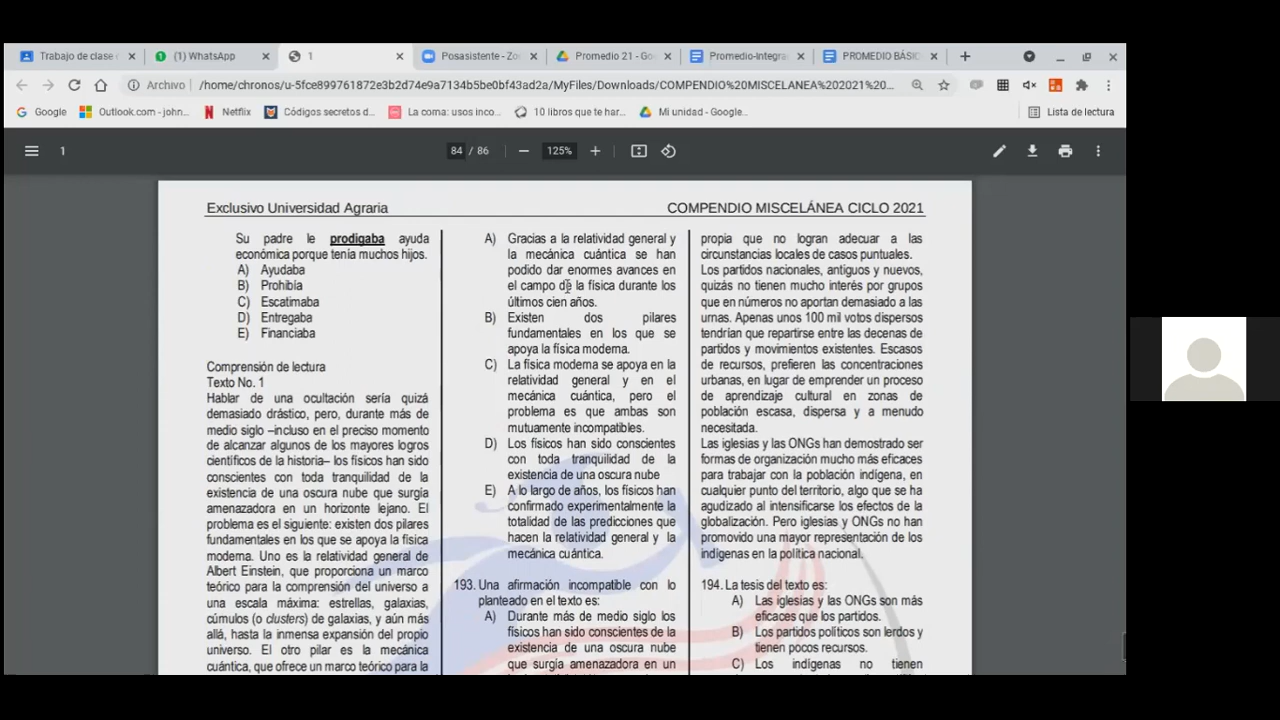 Trabajo de clase
(1) WhatsApp
1
Posasistente - Zo
Promedio 21 - Go
Promedio-Integra
PROMEDIO BÁSIC
Archivo
/home/chronos/u-5fce899761872e3b2d74e9a7134b5be0bf43ad2a/MyFiles/Downloads/COMPENDIO%20MISCELANEA%202021%20...
Google
Outlook.com - john...
Netflix
Códigos secretos d...
La coma: usos inco...
10 libros que te har...
Mi unidad - Google...
Lista de lectura
1
84 / 86
125%
Exclusivo Universidad Agraria
COMPENDIO MISCELÁNEA CICLO 2021
Su padre le prodigaba ayuda
económica porque tenía muchos hijos.
A) Ayudaba
B) Prohibía
C) Escatimaba
D) Entregaba
E) Financiaba
Comprensión de lectura
Texto No. 1
Hablar de una ocultación sería quizá
demasiado drástico, pero, durante más de
medio siglo –incluso en el preciso momento
de alcanzar algunos de los mayores logros
científicos de la historia– los físicos han sido
conscientes con toda tranquilidad de la
existencia de una oscura nube que surgía
amenazadora en un horizonte lejano. El
problema es el siguiente: existen dos pilares
fundamentales en los que se apoya la física
moderna. Uno es la relatividad general de
Albert Einstein, que proporciona un marco
teórico para la comprensión del universo a
una escala máxima: estrellas, galaxias,
cúmulos (o clusters) de galaxias, y aún más
allá, hasta la inmensa expansión del propio
universo. El otro pilar es la mecánica
cuántica, que ofrece un marco teórico para la
A) Gracias a la relatividad general y
la mecánica cuántica se han
podido dar enormes avances en
el campo de la física durante los
últimos cien años.
B) Existen dos pilares
fundamentales en los que se
apoya la física moderna.
C) La física moderna se apoya en la
relatividad general y en el
mecánica cuántica, pero el
problema es que ambas son
mutuamente incompatibles.
D) Los físicos han sido conscientes
con toda tranquilidad de la
existencia de una oscura nube
E) A lo largo de años, los físicos han
confirmado experimentalmente la
totalidad de las predicciones que
hacen la relatividad general y la
mecánica cuántica.
193. Una afirmación incompatible con lo
planteado en el texto es:
A) Durante más de medio siglo los
físicos han sido conscientes de la
existencia de una oscura nube
que surgía amenazadora en un
propia que no logran adecuar a las
circunstancias locales de casos puntuales.
Los partidos nacionales, antiguos y nuevos,
quizás no tienen mucho interés por grupos
que en números no aportan demasiado a las
urnas. Apenas unos 100 mil votos dispersos
tendrían que repartirse entre las decenas de
partidos y movimientos existentes. Escasos
de recursos, prefieren las concentraciones
urbanas, en lugar de emprender un proceso
de aprendizaje cultural en zonas de
población escasa, dispersa y a menudo
necesitada.
Las iglesias y las ONGs han demostrado ser
formas de organización mucho más eficaces
para trabajar con la población indígena, en
cualquier punto del territorio, algo que se ha
agudizado al intensificarse los efectos de la
globalización. Pero iglesias y ONGs no han
promovido una mayor representación de los
indígenas en la política nacional.
194. La tesis del texto es:
A) Las iglesias y las ONGs son más
eficaces que los partidos.
B) Los partidos políticos son lerdos y
tienen pocos recursos.
C) Los indígenas no tienen